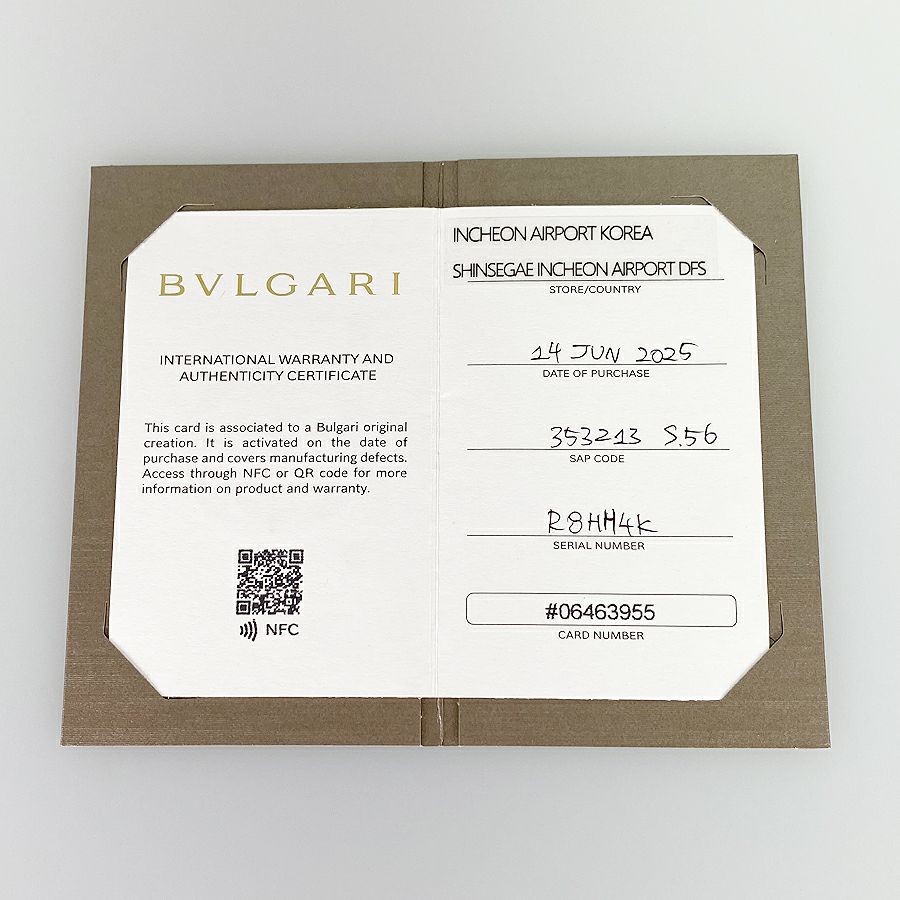 BVLGARI
INTERNATIONAL WARRANTY AND
AUTHENTICITY CERTIFICATE
This card is associated to a Bulgari original
creation. It is activated on the date of
purchase and covers manufacturing defects.
Access through NFC or QR code for more
information on product and warranty.
NFC
INCHEON AIRPORT KOREA
SHINSEGAE INCHEON AIRPORT DFS
STORE/COUNTRY
14 JUN 2025
DATE OF PURCHASE
353213 S.56
SAP CODE
R8HH4K
SERIAL NUMBER
#06463955
CARD NUMBER